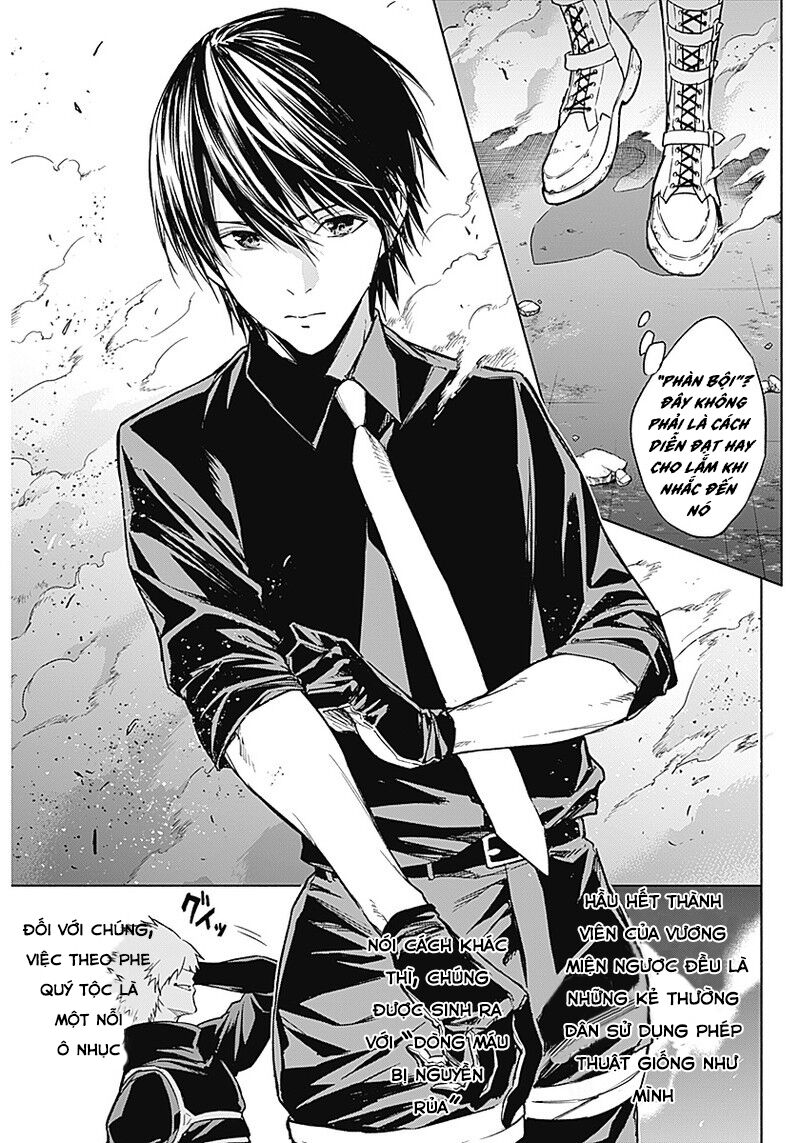 "PHẢN BỘI"?
ĐÂY KHÔNG
PHẢI LÀ CÁCH
DIỄN ĐẠT HAY
CHO LẮM KHI
NHẮC ĐẾN
NÓ
HẦU HẾT THÀNH
VIÊN CỦA VƯƠNG
MIỆN NGƯỢC ĐỀU LÀ
NHỮNG KẺ THƯỜNG
DÂN SỬ DỤNG PHÉP
THUẬT GIỐNG NHƯ
MÌNH
NÓI CÁCH KHÁC
THÌ, CHÚNG
ĐƯỢC SINH RA
VỚI "DÒNG MÁU
BỊ NGUYỀN
RỦA"
グイッ
ĐỐI VỚI CHÚNG,
VIỆC THEO PHE
QUÝ TỘC LÀ
MỘT NỖI
Ô NHỤC